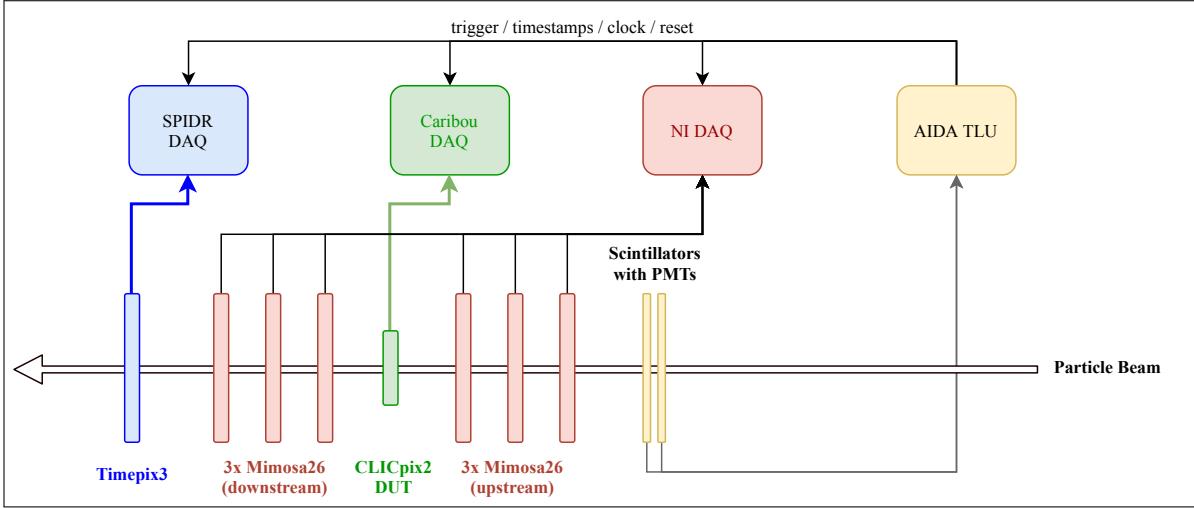 trigger / timestamps / clock / reset
SPIDR
DAQ
Caribou
DAQ
NI DAQ
AIDA TLU
Scintillators
with PMTs
Particle Beam
Timepix3
3x Mimosa26
(downstream)
CLICpix2
DUT
3x Mimosa26
(upstream)